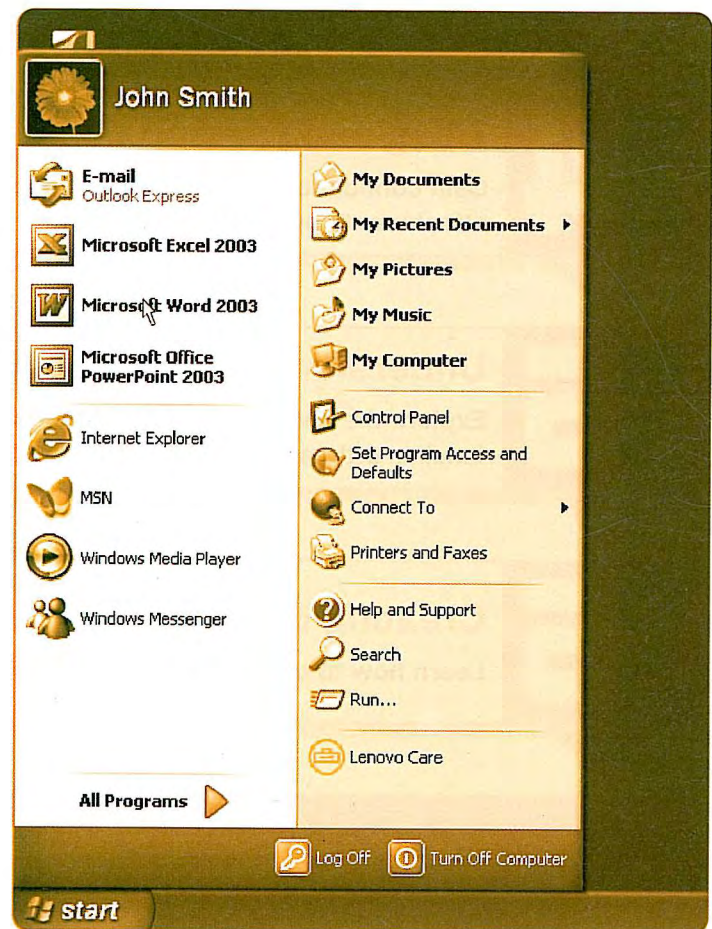 John Smith
E-mail
Outlook Express
Microsoft Excel 2003
Microsoft Word 2003
Microsoft Office
PowerPoint 2003
Internet Explorer
MSN
Windows Media Player
Windows Messenger
All Programs
My Documents
My Recent Documents
My Pictures
My Music
My Computer
Control Panel
Set Program Access and
Defaults
Connect To
Printers and Faxes
Help and Support
Search
Run...
Lenovo Care
Log Off
Turn Off Computer
start